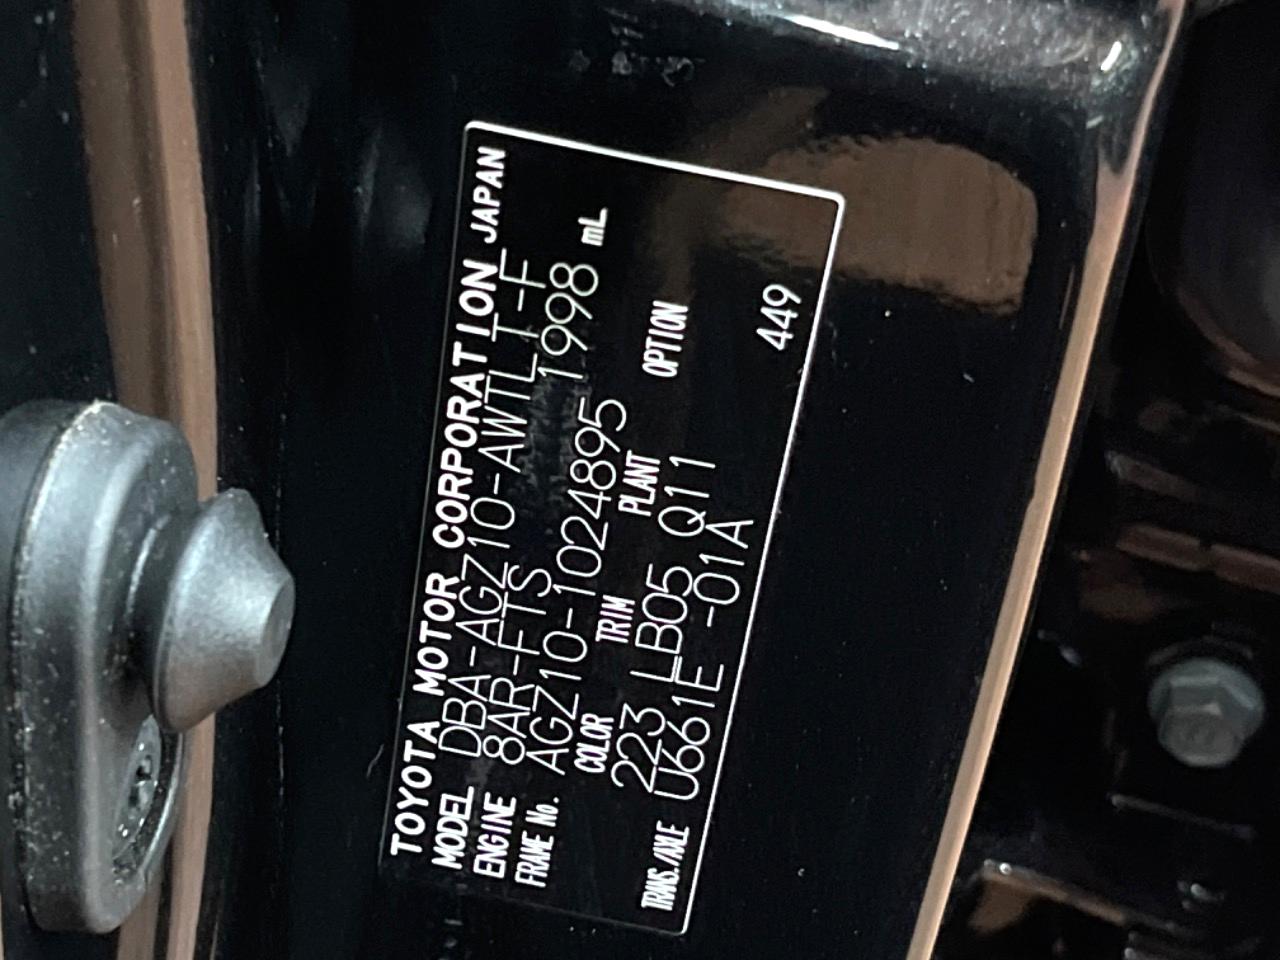 TOYOTA MOTOR CORPORATION JAPAN
MODEL DBA-AGZ10-AWTLT-F
ENGINE 8AR-FTS 1998 mL
FRAME No. AGZ10-1024895
COLOR TRIM PLANT OPTION
223 LB05 Q11
TRANS./AXLE U661E -01A 449